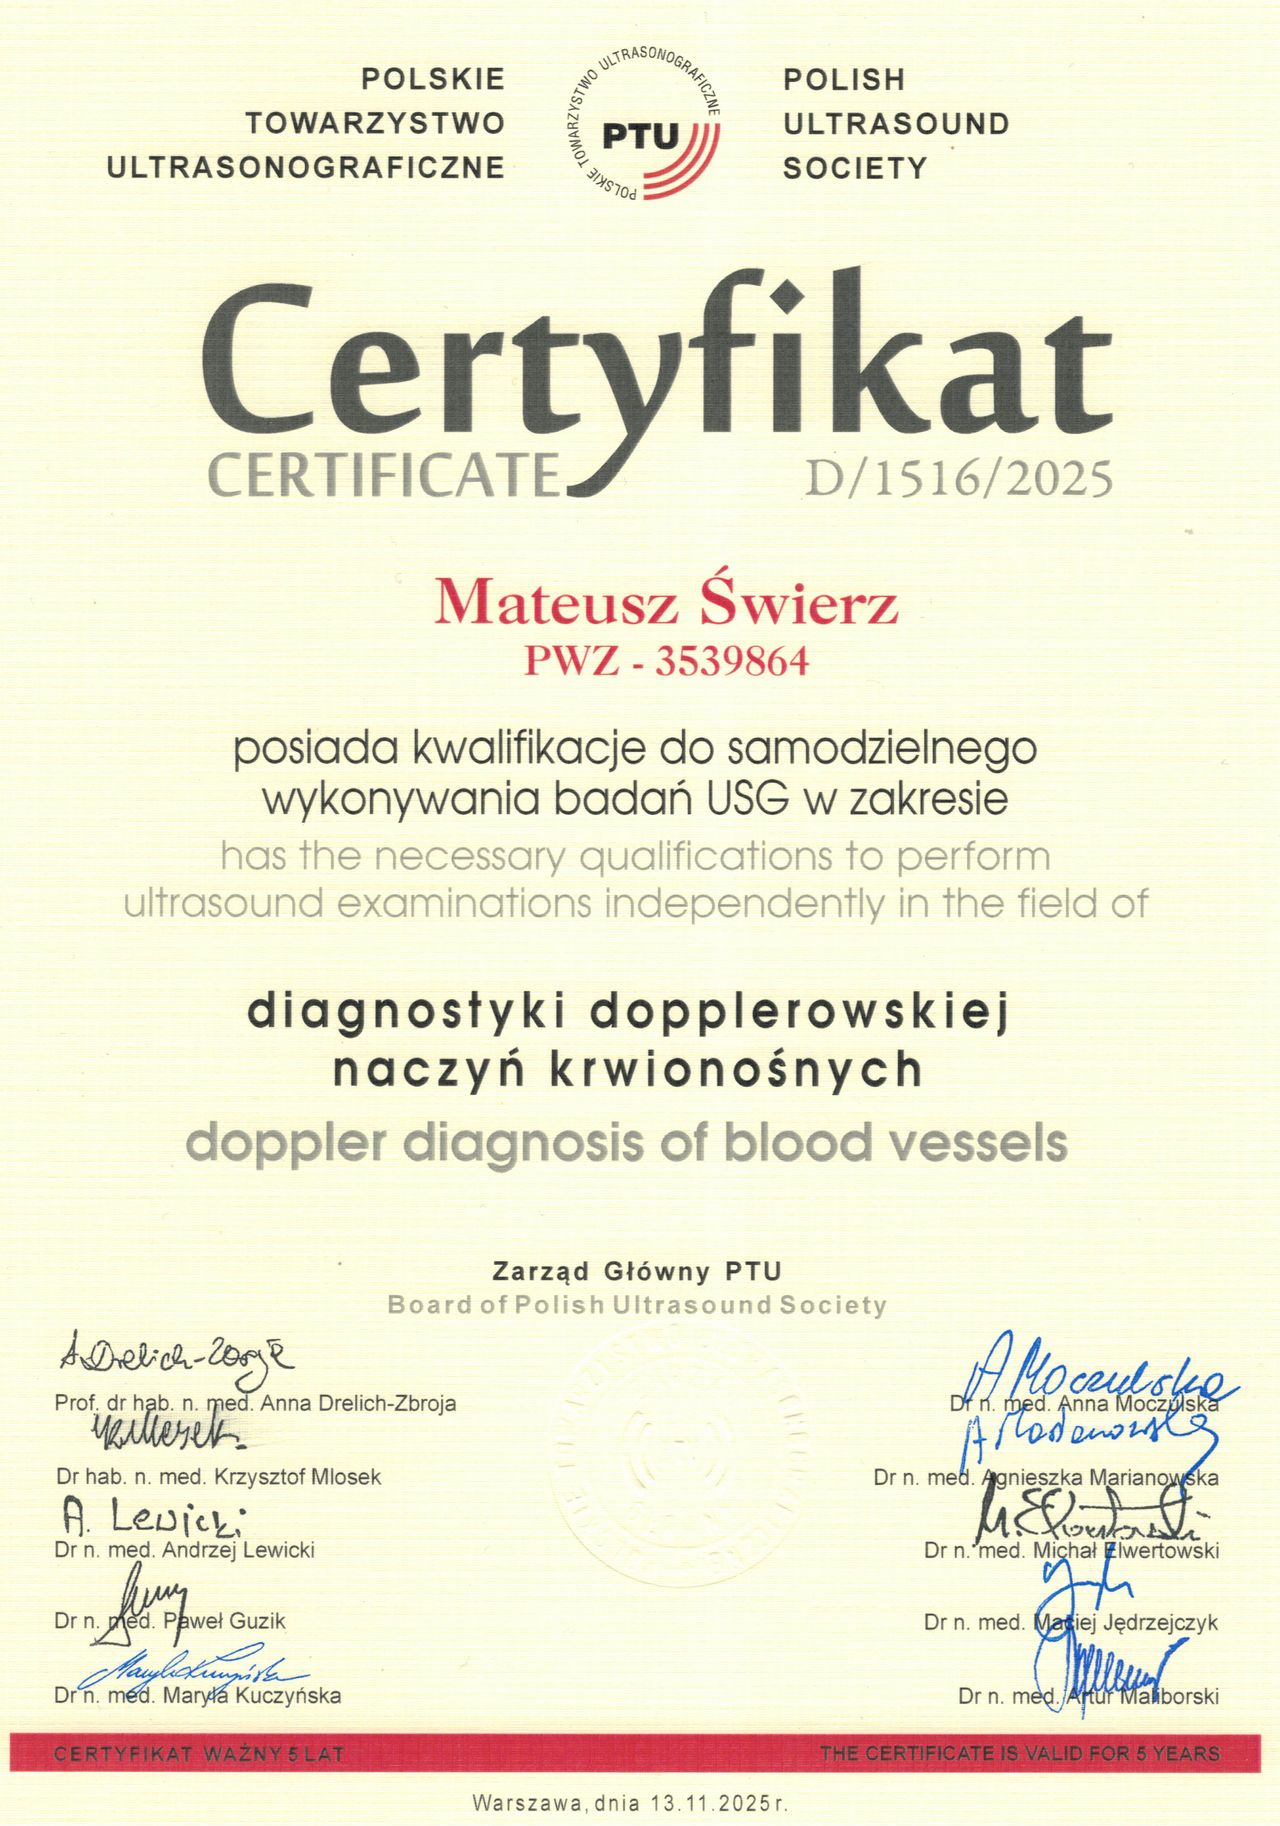 POLSKIE
TOWARZYSTWO
ULTRASONOGRAFICZNE
POLSKIE TOWARZYSTWO ULTRASONOGRAFICZNE
PTU
POLISH
ULTRASOUND
SOCIETY
Certyfikat
CERTIFICATE
D/1516/2025
Mateusz Świerz
PWZ - 3539864
posiada kwalifikacje do samodzielnego
wykonywania badań USG w zakresie
has the necessary qualifications to perform
ultrasound examinations independently in the field of
diagnostyki dopplerowskiej
naczyń krwionośnych
doppler diagnosis of blood vessels
Zarząd Główny PTU
Board of Polish Ultrasound Society
Prof. dr hab. n. med. Anna Drelich-Zbroja
Dr hab. n. med. Krzysztof Mlosek
A. Lewicki
Dr n. med. Andrzej Lewicki
Dr n. med. Paweł Guzik
Dr n. med. Maryla Kuczyńska
A Moczulska
Dr n. med. Anna Moczulska
Dr n. med. Agnieszka Marianowska
Dr n. med. Michał Elwertowski
Dr n. med. Maciej Jędrzejczyk
Dr n. med. Artur Maliborski
CERTYFIKAT WAŻNY 5 LAT
THE CERTIFICATE IS VALID FOR 5 YEARS
Warszawa, dnia 13.11.2025 r.